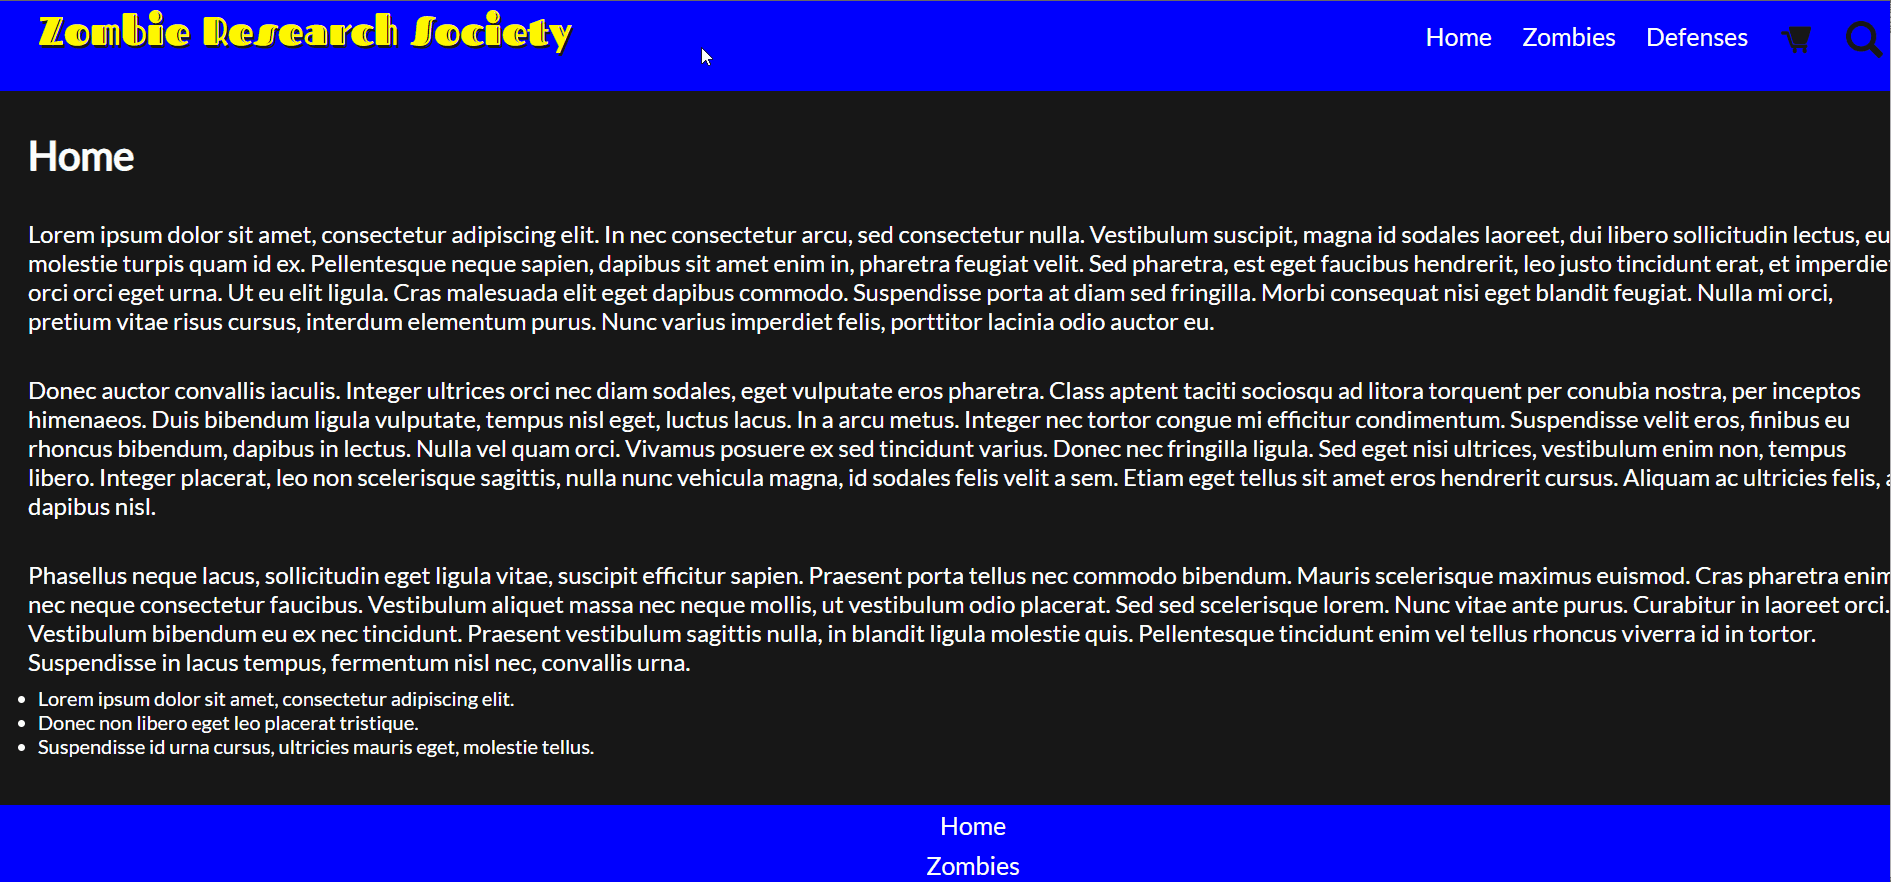 Zombie Research Society
Home Zombies Defenses
Home
Lorem ipsum dolor sit amet, consectetur adipiscing elit. In nec consectetur arcu, sed consectetur nulla. Vestibulum suscipit, magna id sodales laoreet, dui libero sollicitudin lectus, eu
molestie turpis quam id ex. Pellentesque neque sapien, dapibus sit amet enim in, pharetra feugiat velit. Sed pharetra, est eget faucibus hendrerit, leo justo tincidunt erat, et imperdiet
orci orci eget urna. Ut eu elit ligula. Cras malesuada elit eget dapibus commodo. Suspendisse porta at diam sed fringilla. Morbi consequat nisi eget blandit feugiat. Nulla mi orci,
pretium vitae risus cursus, interdum elementum purus. Nunc varius imperdiet felis, porttitor lacinia odio auctor eu.
Donec auctor convallis iaculis. Integer ultrices orci nec diam sodales, eget vulputate eros pharetra. Class aptent taciti sociosqu ad litora torquent per conubia nostra, per inceptos
himenaeos. Duis bibendum ligula vulputate, tempus nisl eget, luctus lacus. In a arcu metus. Integer nec tortor congue mi efficitur condimentum. Suspendisse velit eros, finibus eu
rhoncus bibendum, dapibus in lectus. Nulla vel quam orci. Vivamus posuere ex sed tincidunt varius. Donec nec fringilla ligula. Sed eget nisi ultrices, vestibulum enim non, tempus
libero. Integer placerat, leo non scelerisque sagittis, nulla nunc vehicula magna, id sodales felis velit a sem. Etiam eget tellus sit amet eros hendrerit cursus. Aliquam ac ultricies felis, a
dapibus nisl.
Phasellus neque lacus, sollicitudin eget ligula vitae, suscipit efficitur sapien. Praesent porta tellus nec commodo bibendum. Mauris scelerisque maximus euismod. Cras pharetra enim
nec neque consectetur faucibus. Vestibulum aliquet massa nec neque mollis, ut vestibulum odio placerat. Sed sed scelerisque lorem. Nunc vitae ante purus. Curabitur in laoreet orci.
Vestibulum bibendum eu ex nec tincidunt. Praesent vestibulum sagittis nulla, in blandit ligula molestie quis. Pellentesque tincidunt enim vel tellus rhoncus viverra id in tortor.
Suspendisse in lacus tempus, fermentum nisl nec, convallis urna.
• Lorem ipsum dolor sit amet, consectetur adipiscing elit.
• Donec non libero eget leo placerat tristique.
• Suspendisse id urna cursus, ultricies mauris eget, molestie tellus.
Home
Zombies